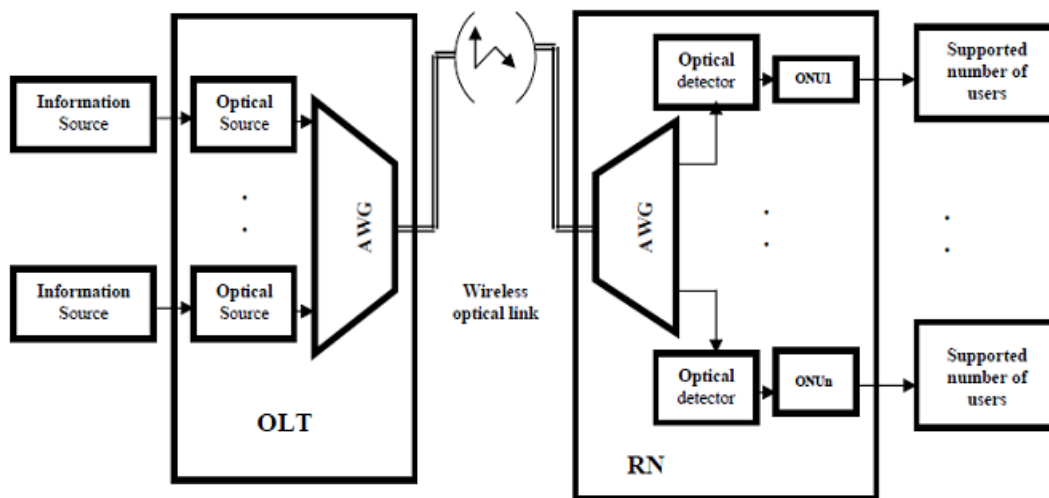 Information
Source
Optical
Source
AWG
Information
Source
Optical
Source
OLT
Wireless
optical link
AWG
Optical
detector
ONU1
Supported
number of
users
Optical
detector
ONUn
Supported
number of
users
RN